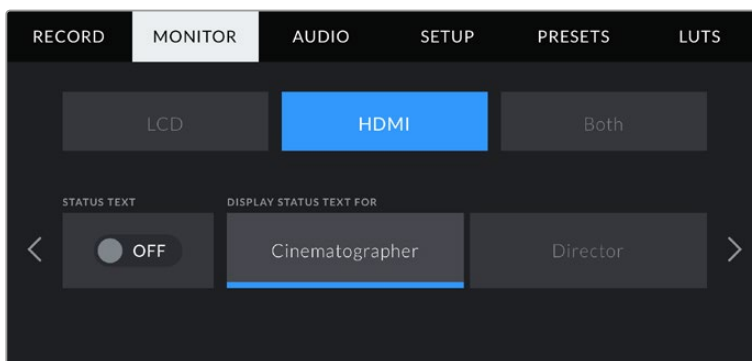 RECORD MONITOR AUDIO SETUP PRESETS LUTS
LCD HDMI Both
STATUS TEXT DISPLAY STATUS TEXT FOR
OFF Cinematographer Director